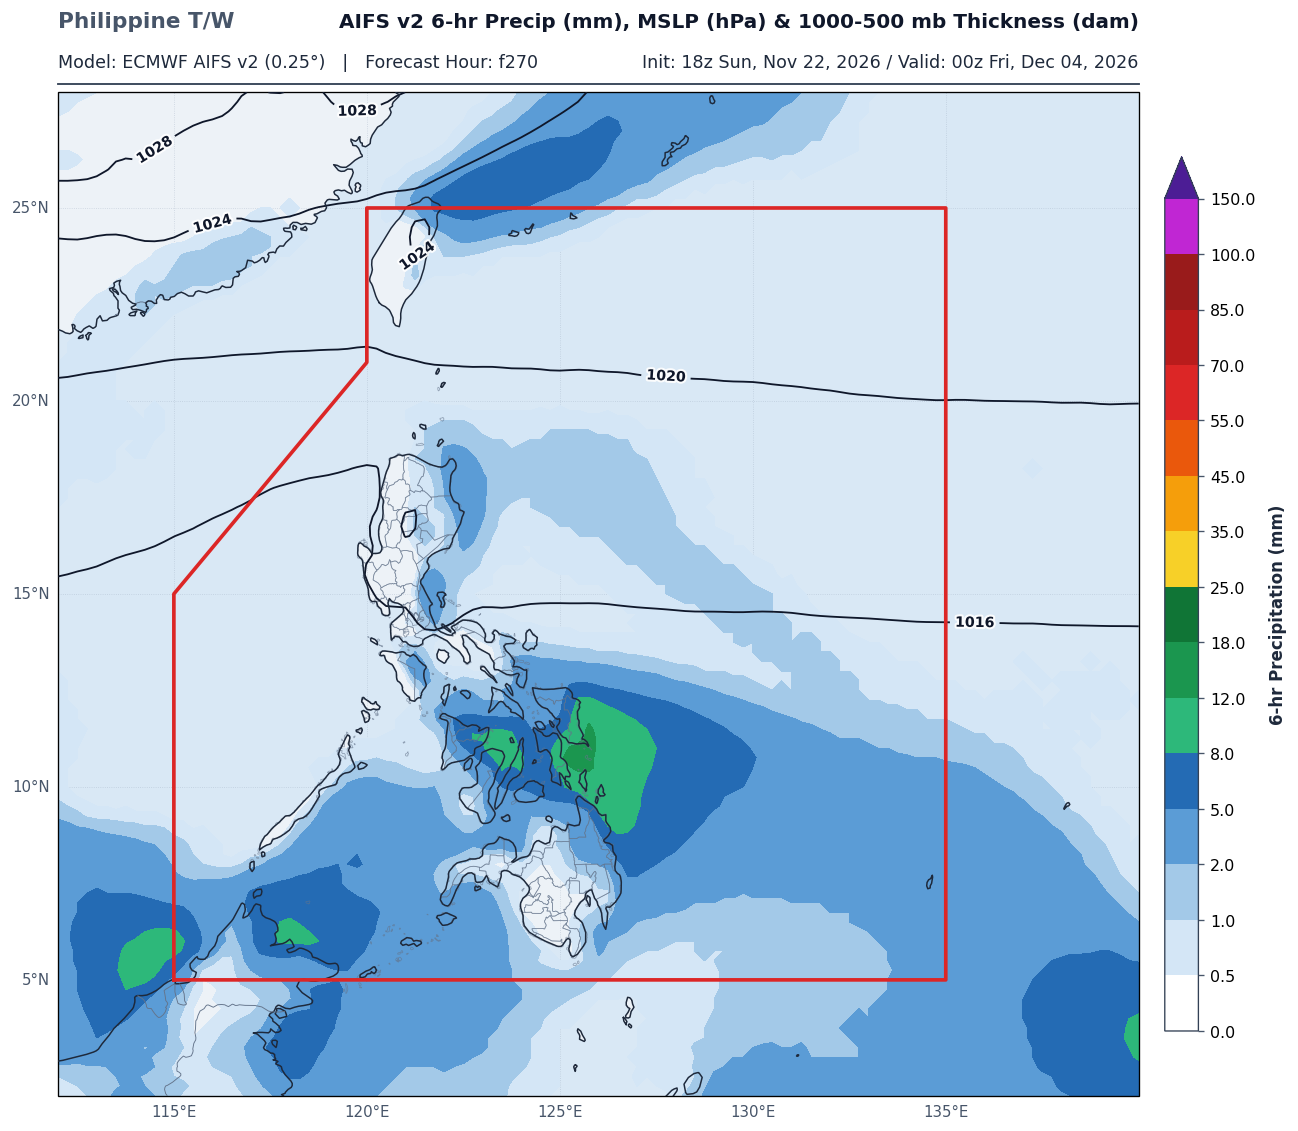 Philippine T/W
AIFS v2 6-hr Precip (mm), MSLP (hPa) & 1000-500 mb Thickness (dam)
Model: ECMWF AIFS v2 (0.25°) | Forecast Hour: f270
Init: 18z Sun, Nov 22, 2026 / Valid: 00z Fri, Dec 04, 2026
1028
1028
1024
1024
1020
1016
25°N
20°N
15°N
10°N
5°N
115°E
120°E
125°E
130°E
135°E
150.0
100.0
85.0
70.0
55.0
45.0
35.0
25.0
18.0
12.0
8.0
5.0
2.0
1.0
0.5
0.0
6-hr Precipitation (mm)